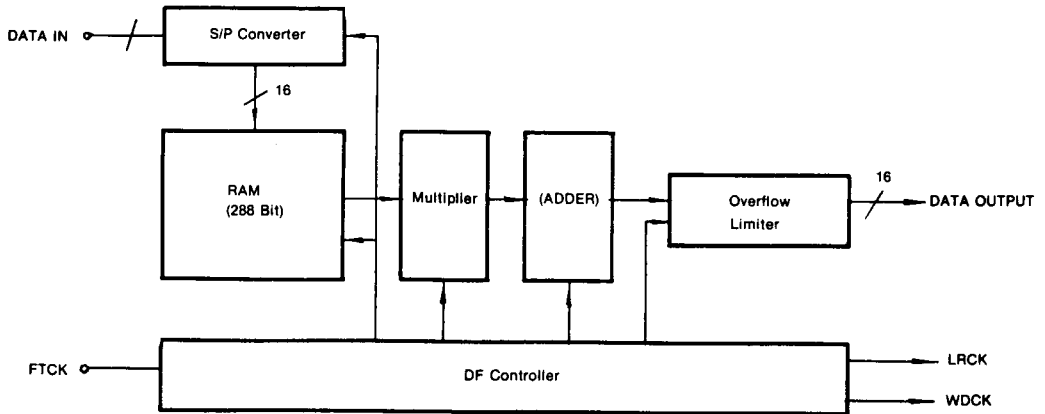 DATA IN
S/P Converter
16
RAM
(288 Bit)
Multiplier
(ADDER)
Overflow
Limiter
16
DATA OUTPUT
FTCK
DF Controller
LRCK
WDCK